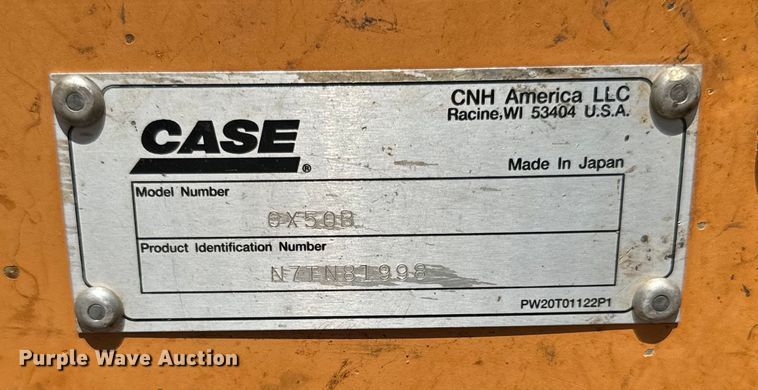 CNH America LLC
Racine, WI 53404 U.S.A.
CASE
®
Made In Japan
Model Number
CX50B
Product Identification Number
N7TN81998
PW20T01122P1
Purple Wave Auction